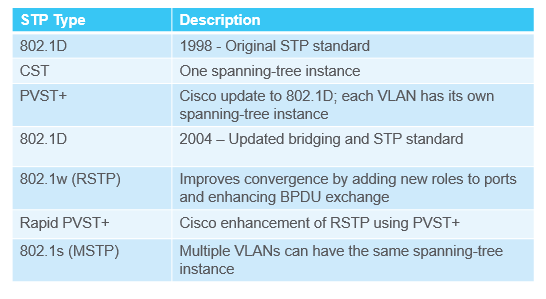 STP Type Description
802.1D 1998 - Original STP standard
CST One spanning-tree instance
PVST+ Cisco update to 802.1D; each VLAN has its own
spanning-tree instance
802.1D 2004 – Updated bridging and STP standard
802.1w (RSTP) Improves convergence by adding new roles to ports
and enhancing BPDU exchange
Rapid PVST+ Cisco enhancement of RSTP using PVST+
802.1s (MSTP) Multiple VLANs can have the same spanning-tree
instance